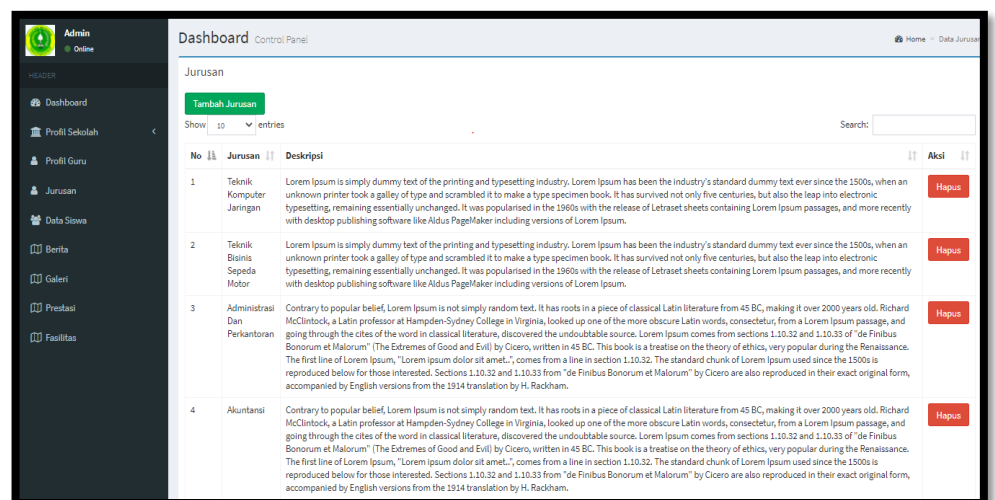 Admin
Online
HEADER
Dashboard
Profil Sekolah
Profil Guru
Jurusan
Data Siswa
Berita
Galeri
Prestasi
Fasilitas
Dashboard Control Panel
Home Data Jurusan
Jurusan
Tambah Jurusan
Show 10 entries
Search:
No Jurusan Deskripsi Aksi
1 Teknik Komputer Jaringan
Lorem Ipsum is simply dummy text of the printing and typesetting industry. Lorem Ipsum has been the industry's standard dummy text ever since the 1500s, when an
unknown printer took a galley of type and scrambled it to make a type specimen book. It has survived not only five centuries, but also the leap into electronic
typesetting, remaining essentially unchanged. It was popularised in the 1960s with the release of Letraset sheets containing Lorem Ipsum passages, and more recently
with desktop publishing software like Aldus PageMaker including versions of Lorem Ipsum.
Hapus
2 Teknik Bisinis Sepeda Motor
Lorem Ipsum is simply dummy text of the printing and typesetting industry. Lorem Ipsum has been the industry's standard dummy text ever since the 1500s, when an
unknown printer took a galley of type and scrambled it to make a type specimen book. It has survived not only five centuries, but also the leap into electronic
typesetting, remaining essentially unchanged. It was popularised in the 1960s with the release of Letraset sheets containing Lorem Ipsum passages, and more recently
with desktop publishing software like Aldus PageMaker including versions of Lorem Ipsum.
Hapus
3 Administrasi Dan Perkantoran
Contrary to popular belief, Lorem Ipsum is not simply random text. It has roots in a piece of classical Latin literature from 45 BC, making it over 2000 years old. Richard
McClintock, a Latin professor at Hampden-Sydney College in Virginia, looked up one of the more obscure Latin words, consectetur, from a Lorem Ipsum passage, and
going through the cites of the word in classical literature, discovered the undoubtable source. Lorem Ipsum comes from sections 1.10.32 and 1.10.33 of "de Finibus
Bonorum et Malorum" (The Extremes of Good and Evil) by Cicero, written in 45 BC. This book is a treatise on the theory of ethics, very popular during the Renaissance.
The first line of Lorem Ipsum, "Lorem ipsum dolor sit amet..", comes from a line in section 1.10.32. The standard chunk of Lorem Ipsum used since the 1500s is
reproduced below for those interested. Sections 1.10.32 and 1.10.33 from "de Finibus Bonorum et Malorum" by Cicero are also reproduced in their exact original form,
accompanied by English versions from the 1914 translation by H. Rackham.
Hapus
4 Akuntansi
Contrary to popular belief, Lorem Ipsum is not simply random text. It has roots in a piece of classical Latin literature from 45 BC, making it over 2000 years old. Richard
McClintock, a Latin professor at Hampden-Sydney College in Virginia, looked up one of the more obscure Latin words, consectetur, from a Lorem Ipsum passage, and
going through the cites of the word in classical literature, discovered the undoubtable source. Lorem Ipsum comes from sections 1.10.32 and 1.10.33 of "de Finibus
Bonorum et Malorum" (The Extremes of Good and Evil) by Cicero, written in 45 BC. This book is a treatise on the theory of ethics, very popular during the Renaissance.
The first line of Lorem Ipsum, "Lorem ipsum dolor sit amet..", comes from a line in section 1.10.32. The standard chunk of Lorem Ipsum used since the 1500s is
reproduced below for those interested. Sections 1.10.32 and 1.10.33 from "de Finibus Bonorum et Malorum" by Cicero are also reproduced in their exact original form,
accompanied by English versions from the 1914 translation by H. Rackham.
Hapus